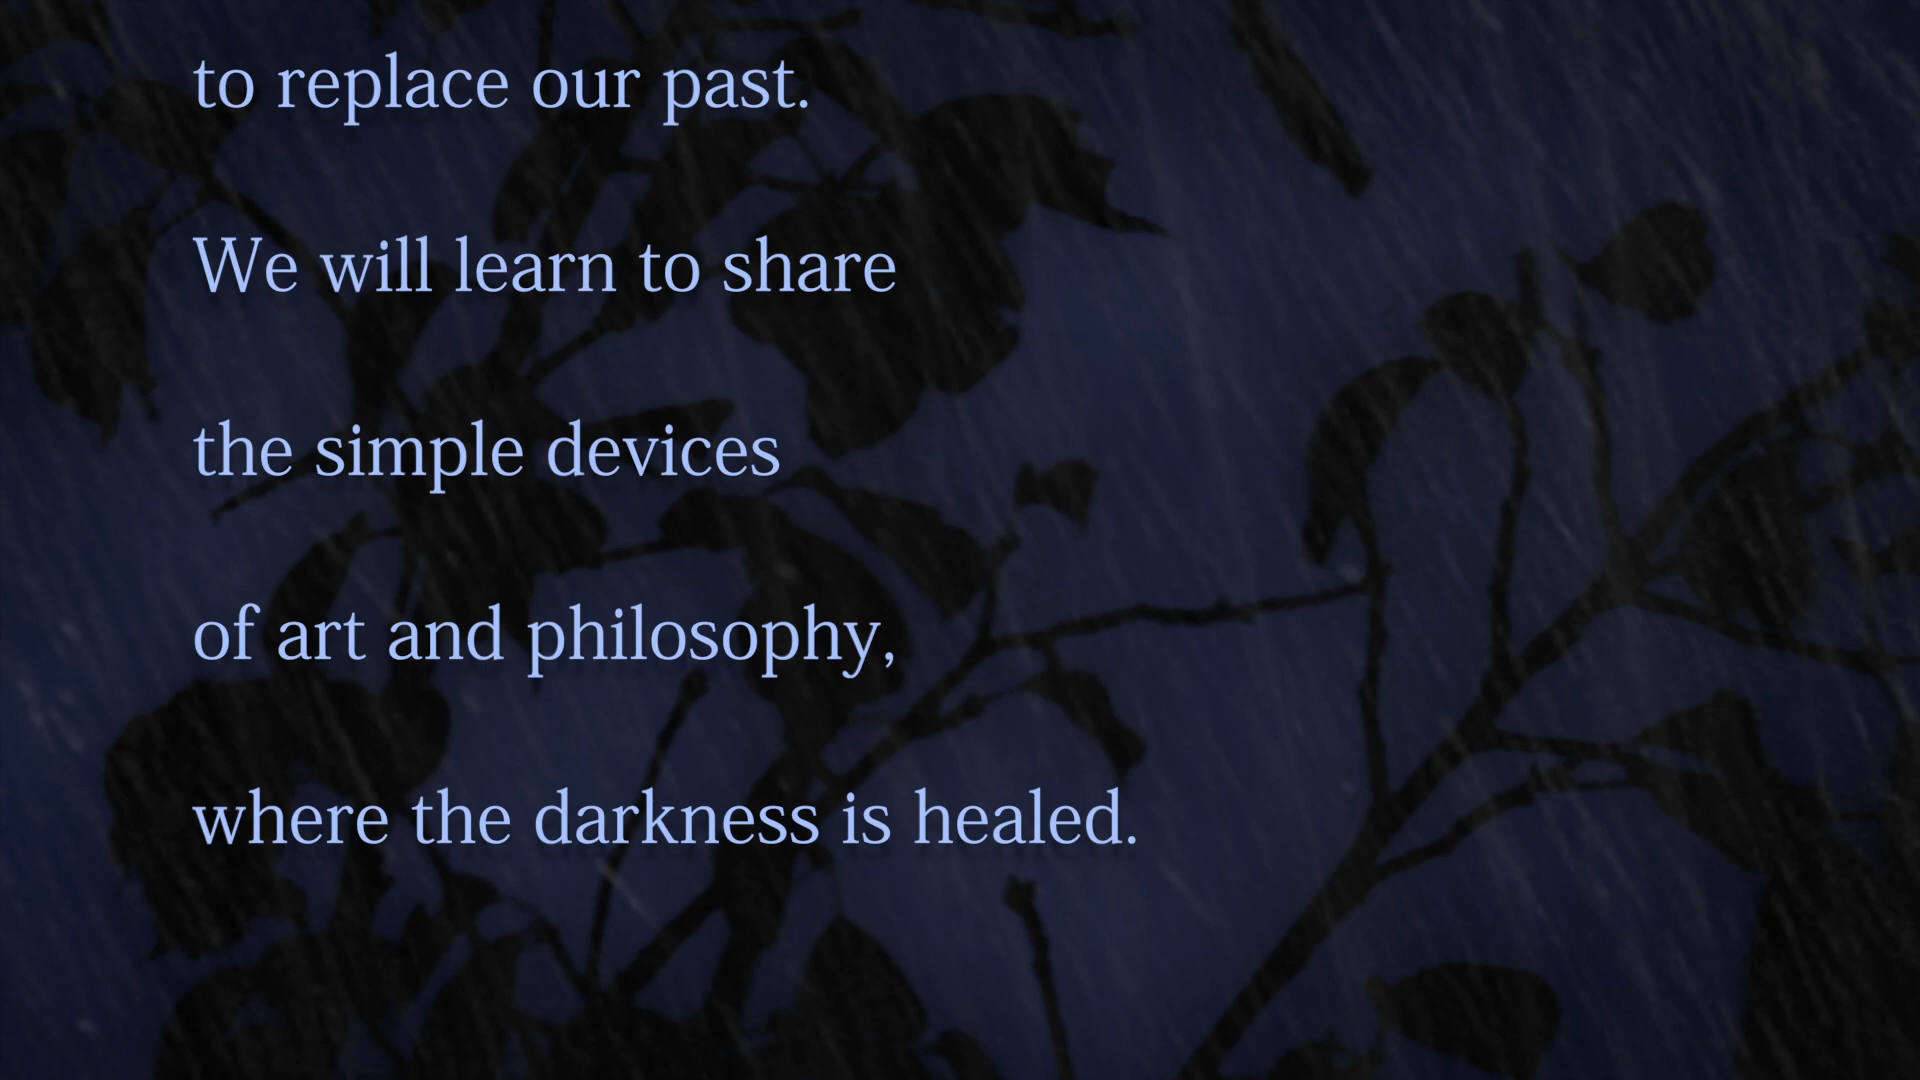 to replace our past.
We will learn to share
the simple devices
of art and philosophy,
where the darkness is healed.